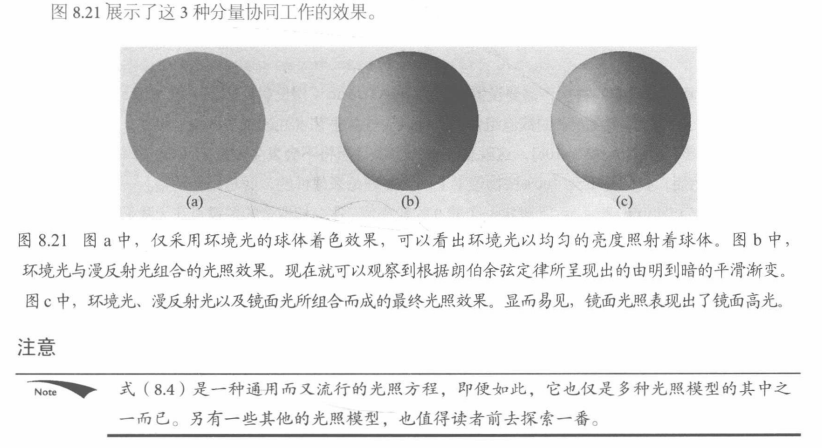 图 8.21 展示了这 3 种分量协同工作的效果。
(a) (b) (c)
图 8.21 图 a 中，仅采用环境光的球体着色效果，可以看出环境光以均匀的亮度照射着球体。图 b 中，
环境光与漫反射光组合的光照效果。现在就可以观察到根据朗伯余弦定律所呈现出的由明到暗的平滑渐变。
图 c 中，环境光、漫反射光以及镜面光所组合而成的最终光照效果。显而易见，镜面光照表现出了镜面高光。
注意
Note 式（8.4）是一种通用而又流行的光照方程，即便如此，它也仅是多种光照模型的其中之
一而已。另有一些其他的光照模型，也值得读者前去探索一番。